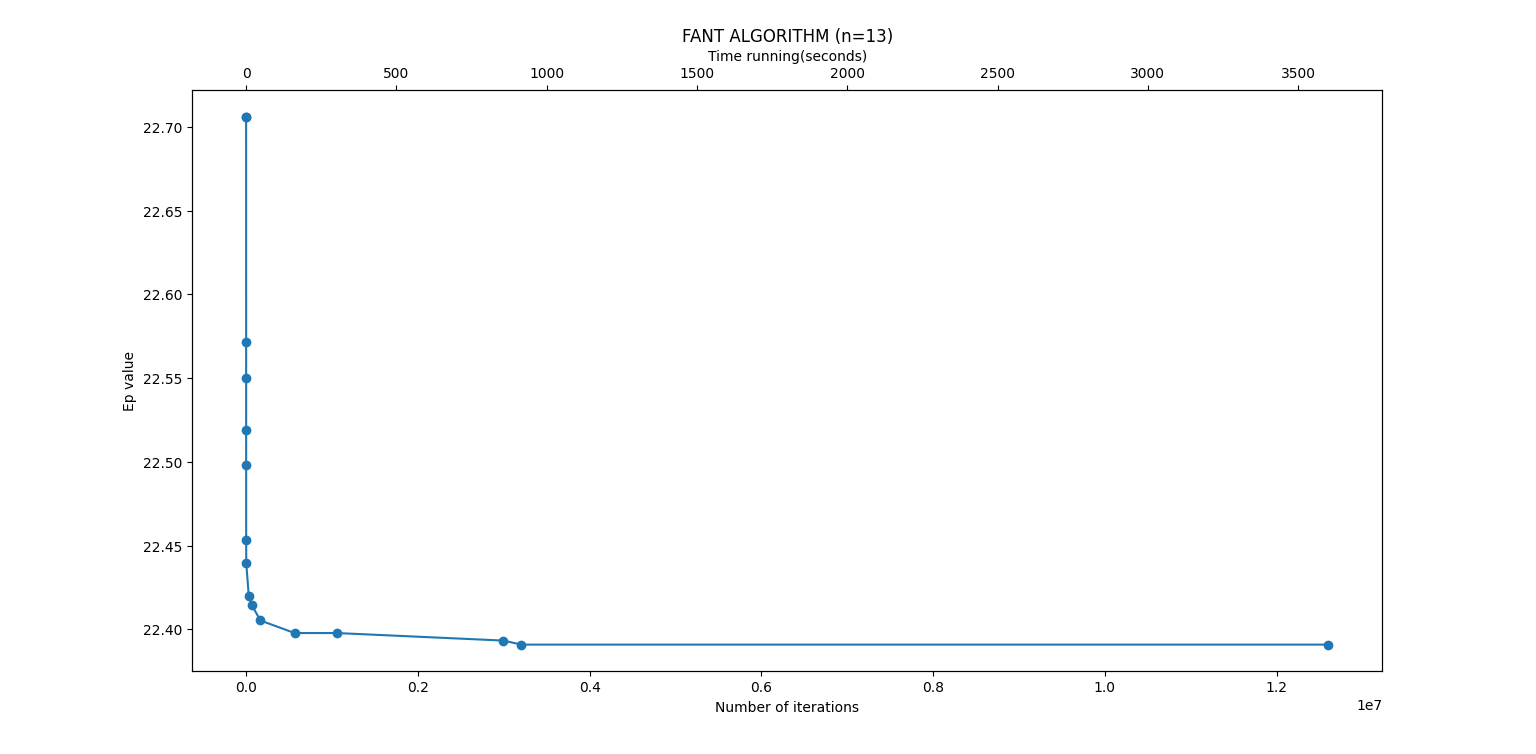 FANT ALGORITHM (n=13)
Time running(seconds)
0 500 1000 1500 2000 2500 3000 3500
22.70
22.65
22.60
22.55
22.50
22.45
22.40
Ep value
0.0 0.2 0.4 0.6 0.8 1.0 1.2
1e7
Number of iterations